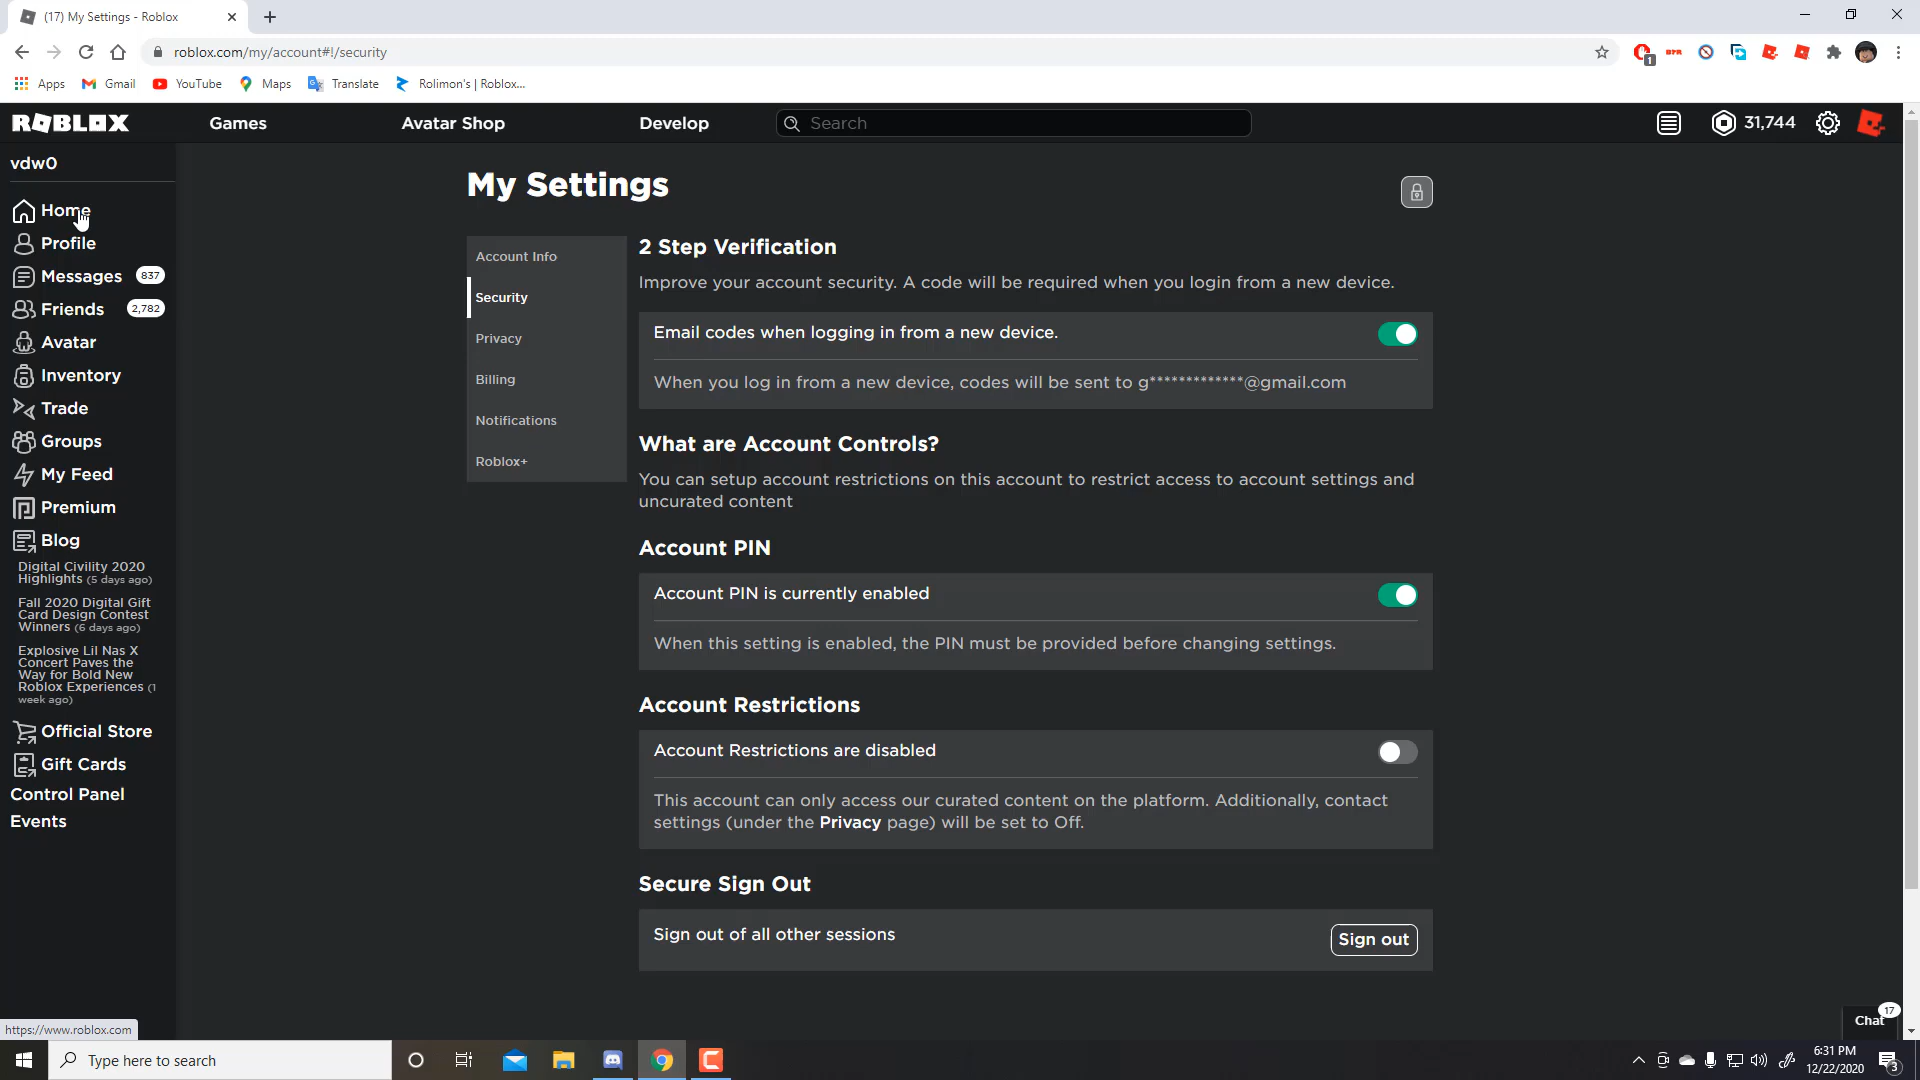 (17) My Settings - Roblox
roblox.com/my/account#!/security
1
Apps
Gmail
YouTube
Maps
Translate
Rolimon's | Roblox...
ROBLOX
Games
Avatar Shop
Develop
Search
31,744
vdw0
Home
Profile
Messages 837
Friends 2,782
Avatar
Inventory
Trade
Groups
My Feed
Premium
Blog
Digital Civility 2020
Highlights (5 days ago)
Fall 2020 Digital Gift
Card Design Contest
Winners (6 days ago)
Explosive Lil Nas X
Concert Paves the
Way for Bold New
Roblox Experiences (1
week ago)
Official Store
Gift Cards
Control Panel
Events
My Settings
Account Info
Security
Privacy
Billing
Notifications
Roblox+
2 Step Verification
Improve your account security. A code will be required when you login from a new device.
Email codes when logging in from a new device.
When you log in from a new device, codes will be sent to g*************@gmail.com
What are Account Controls?
You can setup account restrictions on this account to restrict access to account settings and
uncurated content
Account PIN
Account PIN is currently enabled
When this setting is enabled, the PIN must be provided before changing settings.
Account Restrictions
Account Restrictions are disabled
This account can only access our curated content on the platform. Additionally, contact
settings (under the Privacy page) will be set to Off.
Secure Sign Out
Sign out of all other sessions
Sign out
Chat 17
https://www.roblox.com
Type here to search
6:31 PM
12/22/2020
3